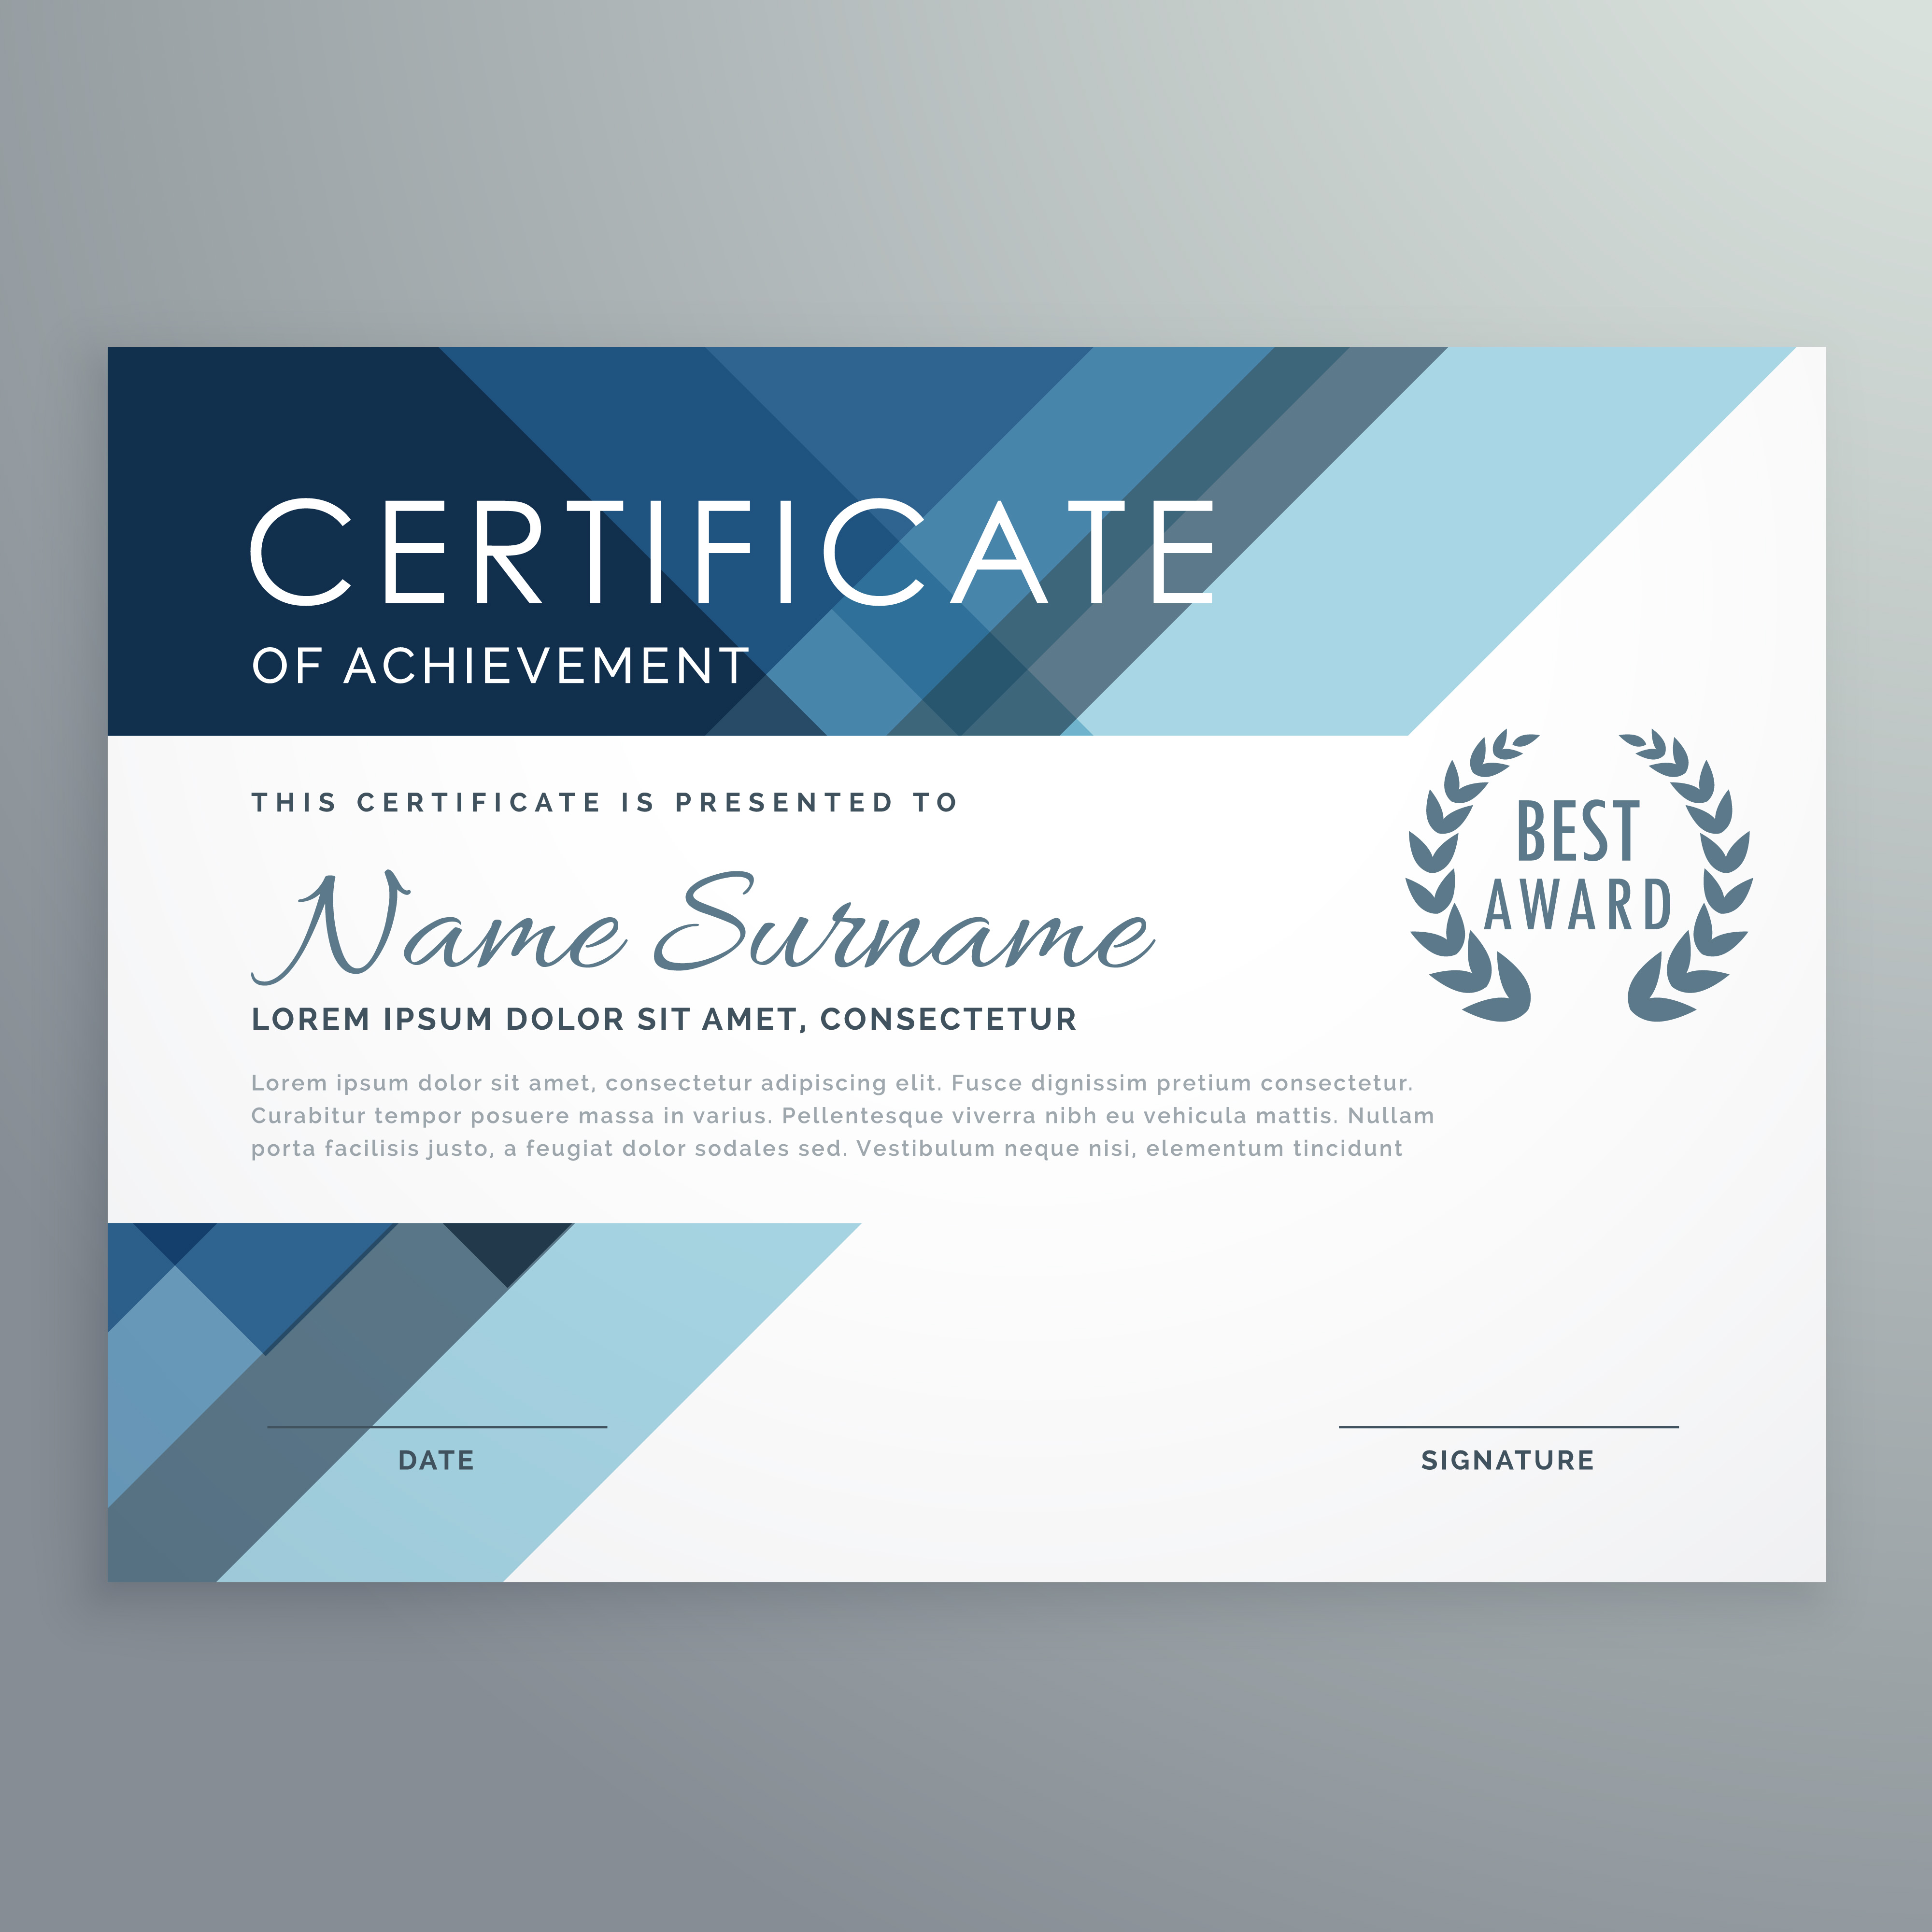 CERTIFICATE
OF ACHIEVEMENT
THIS CERTIFICATE IS PRESENTED TO
Name Surname
LOREM IPSUM DOLOR SIT AMET, CONSECTETUR
Lorem ipsum dolor sit amet, consectetur adipiscing elit. Fusce dignissim pretium consectetur.
Curabitur tempor posuere massa in varius. Pellentesque viverra nibh eu vehicula mattis. Nullam
porta facilisis justo, a feugiat dolor sodales sed. Vestibulum neque nisi, elementum tincidunt
BEST
AWARD
DATE
SIGNATURE